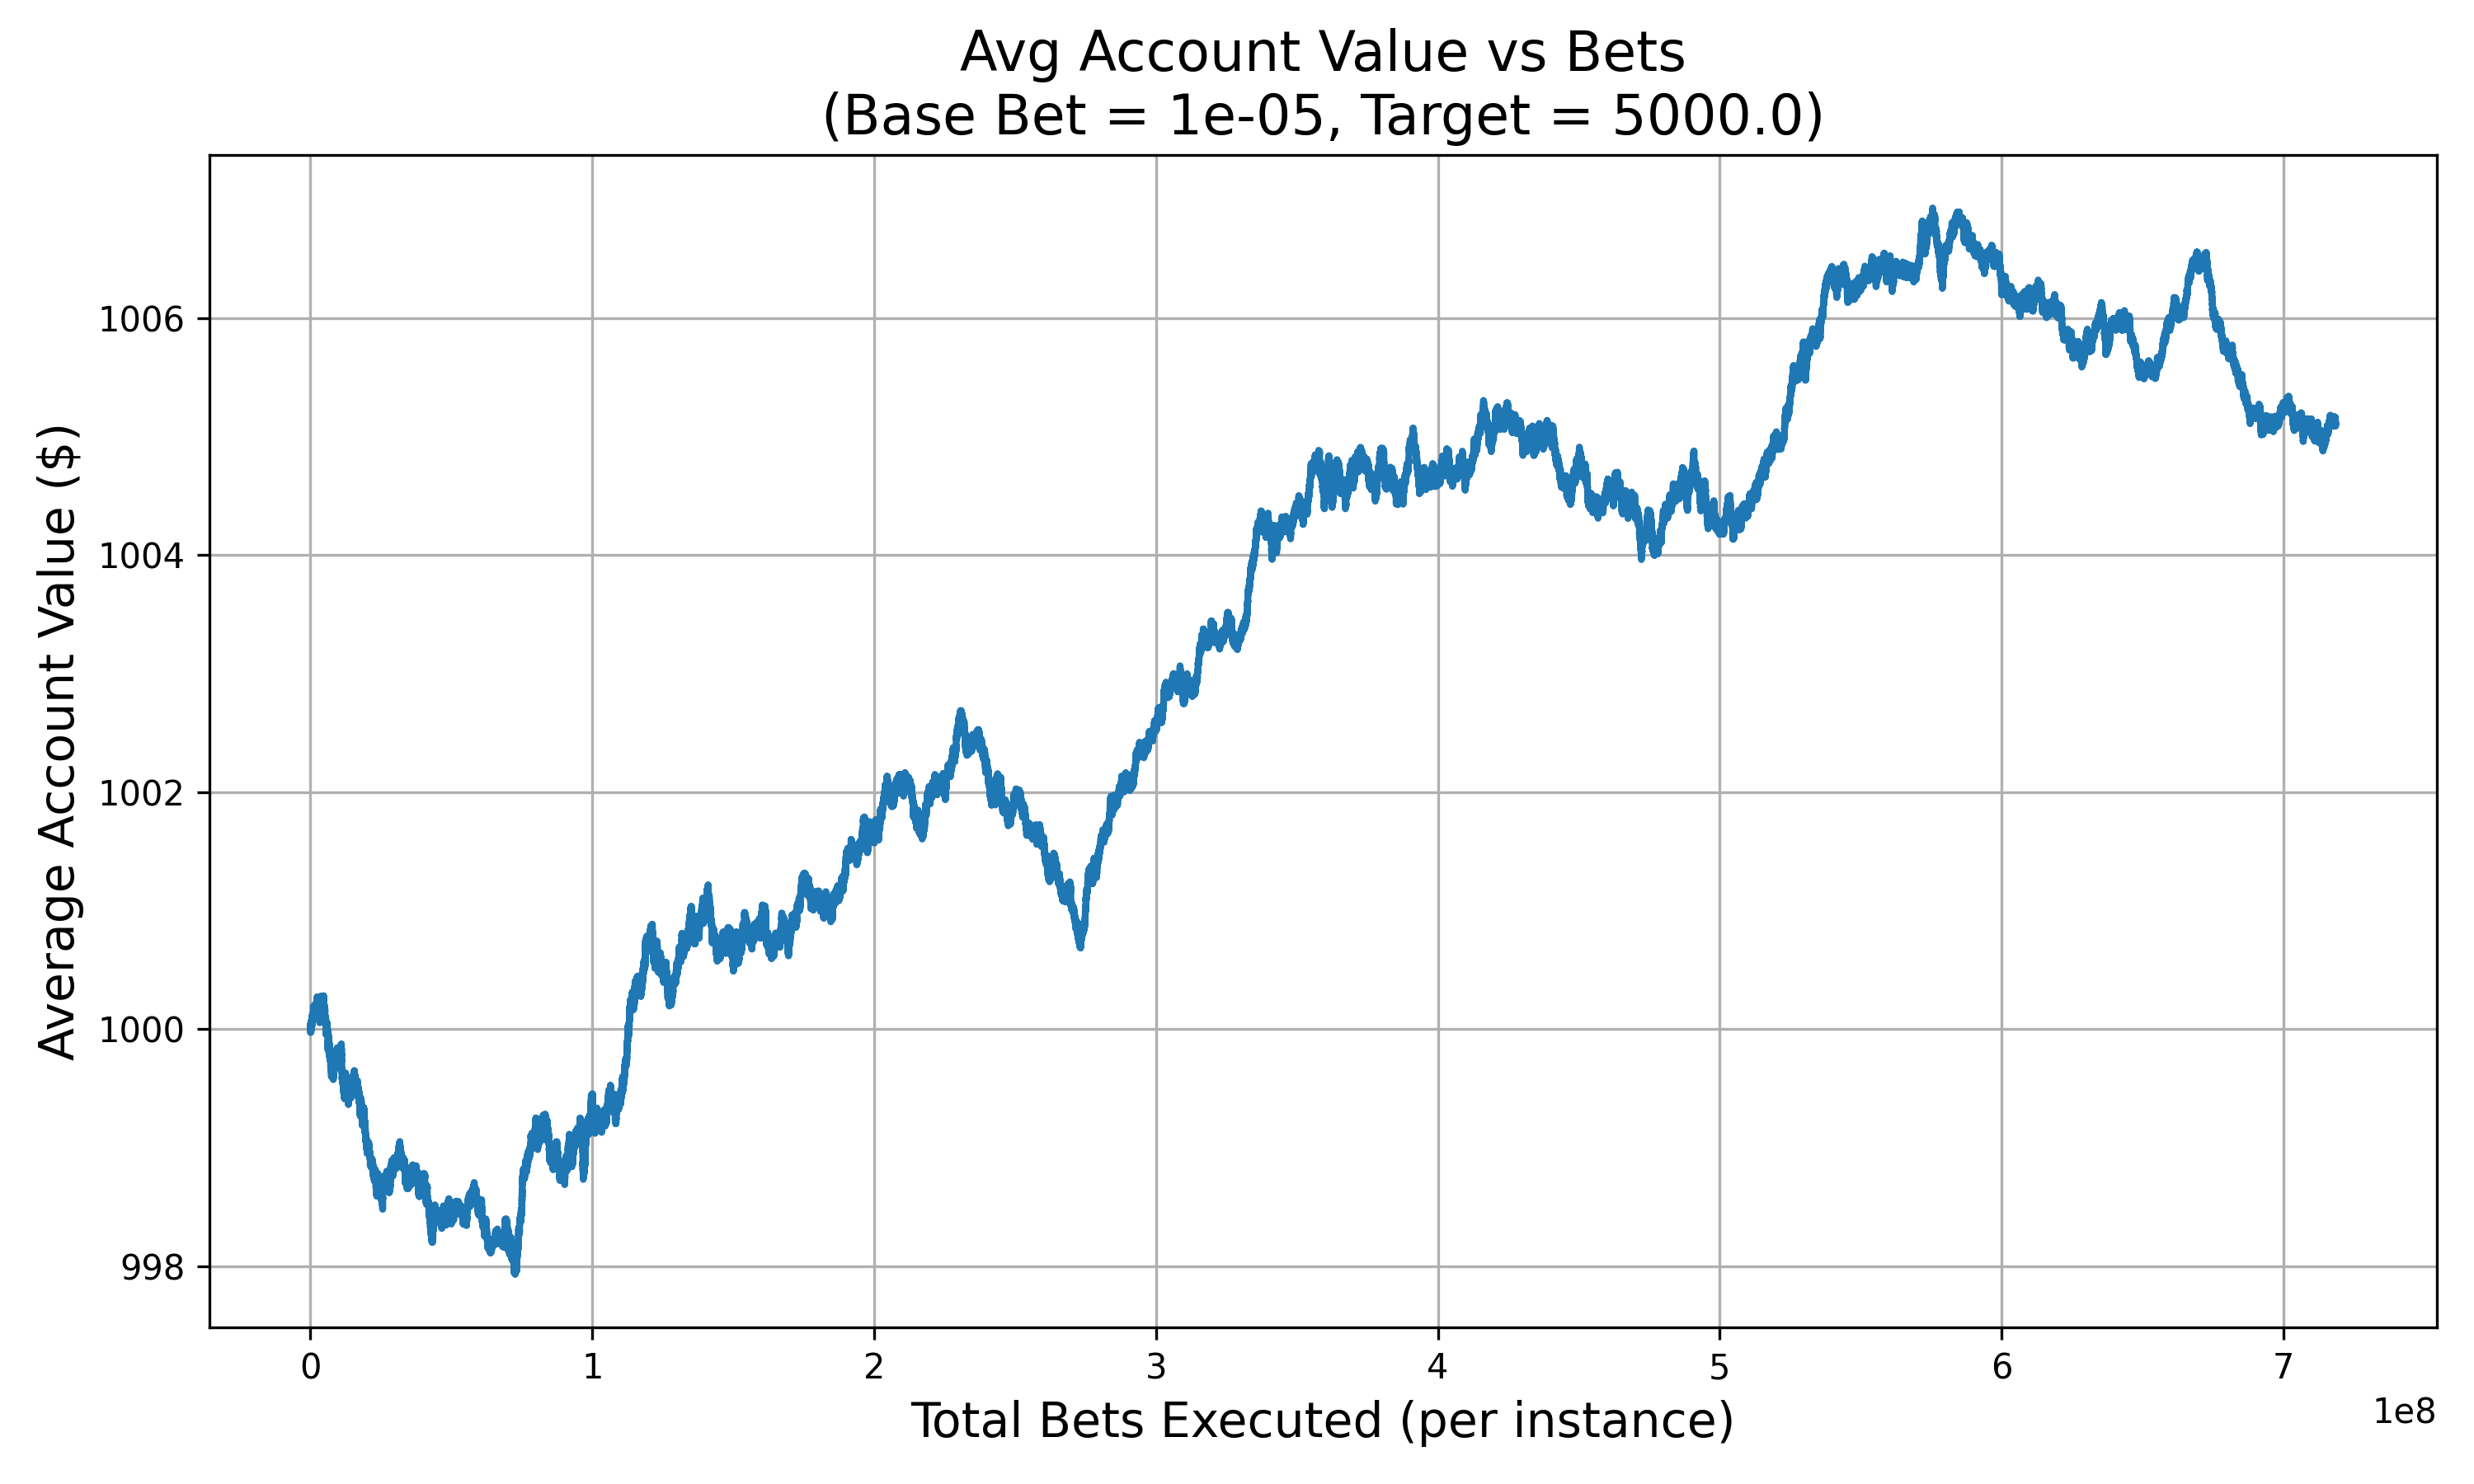 Avg Account Value vs Bets
(Base Bet = 1e-05, Target = 5000.0)
Average Account Value ($)
1006
1004
1002
1000
998
0 1 2 3 4 5 6 7
1e8
Total Bets Executed (per instance)